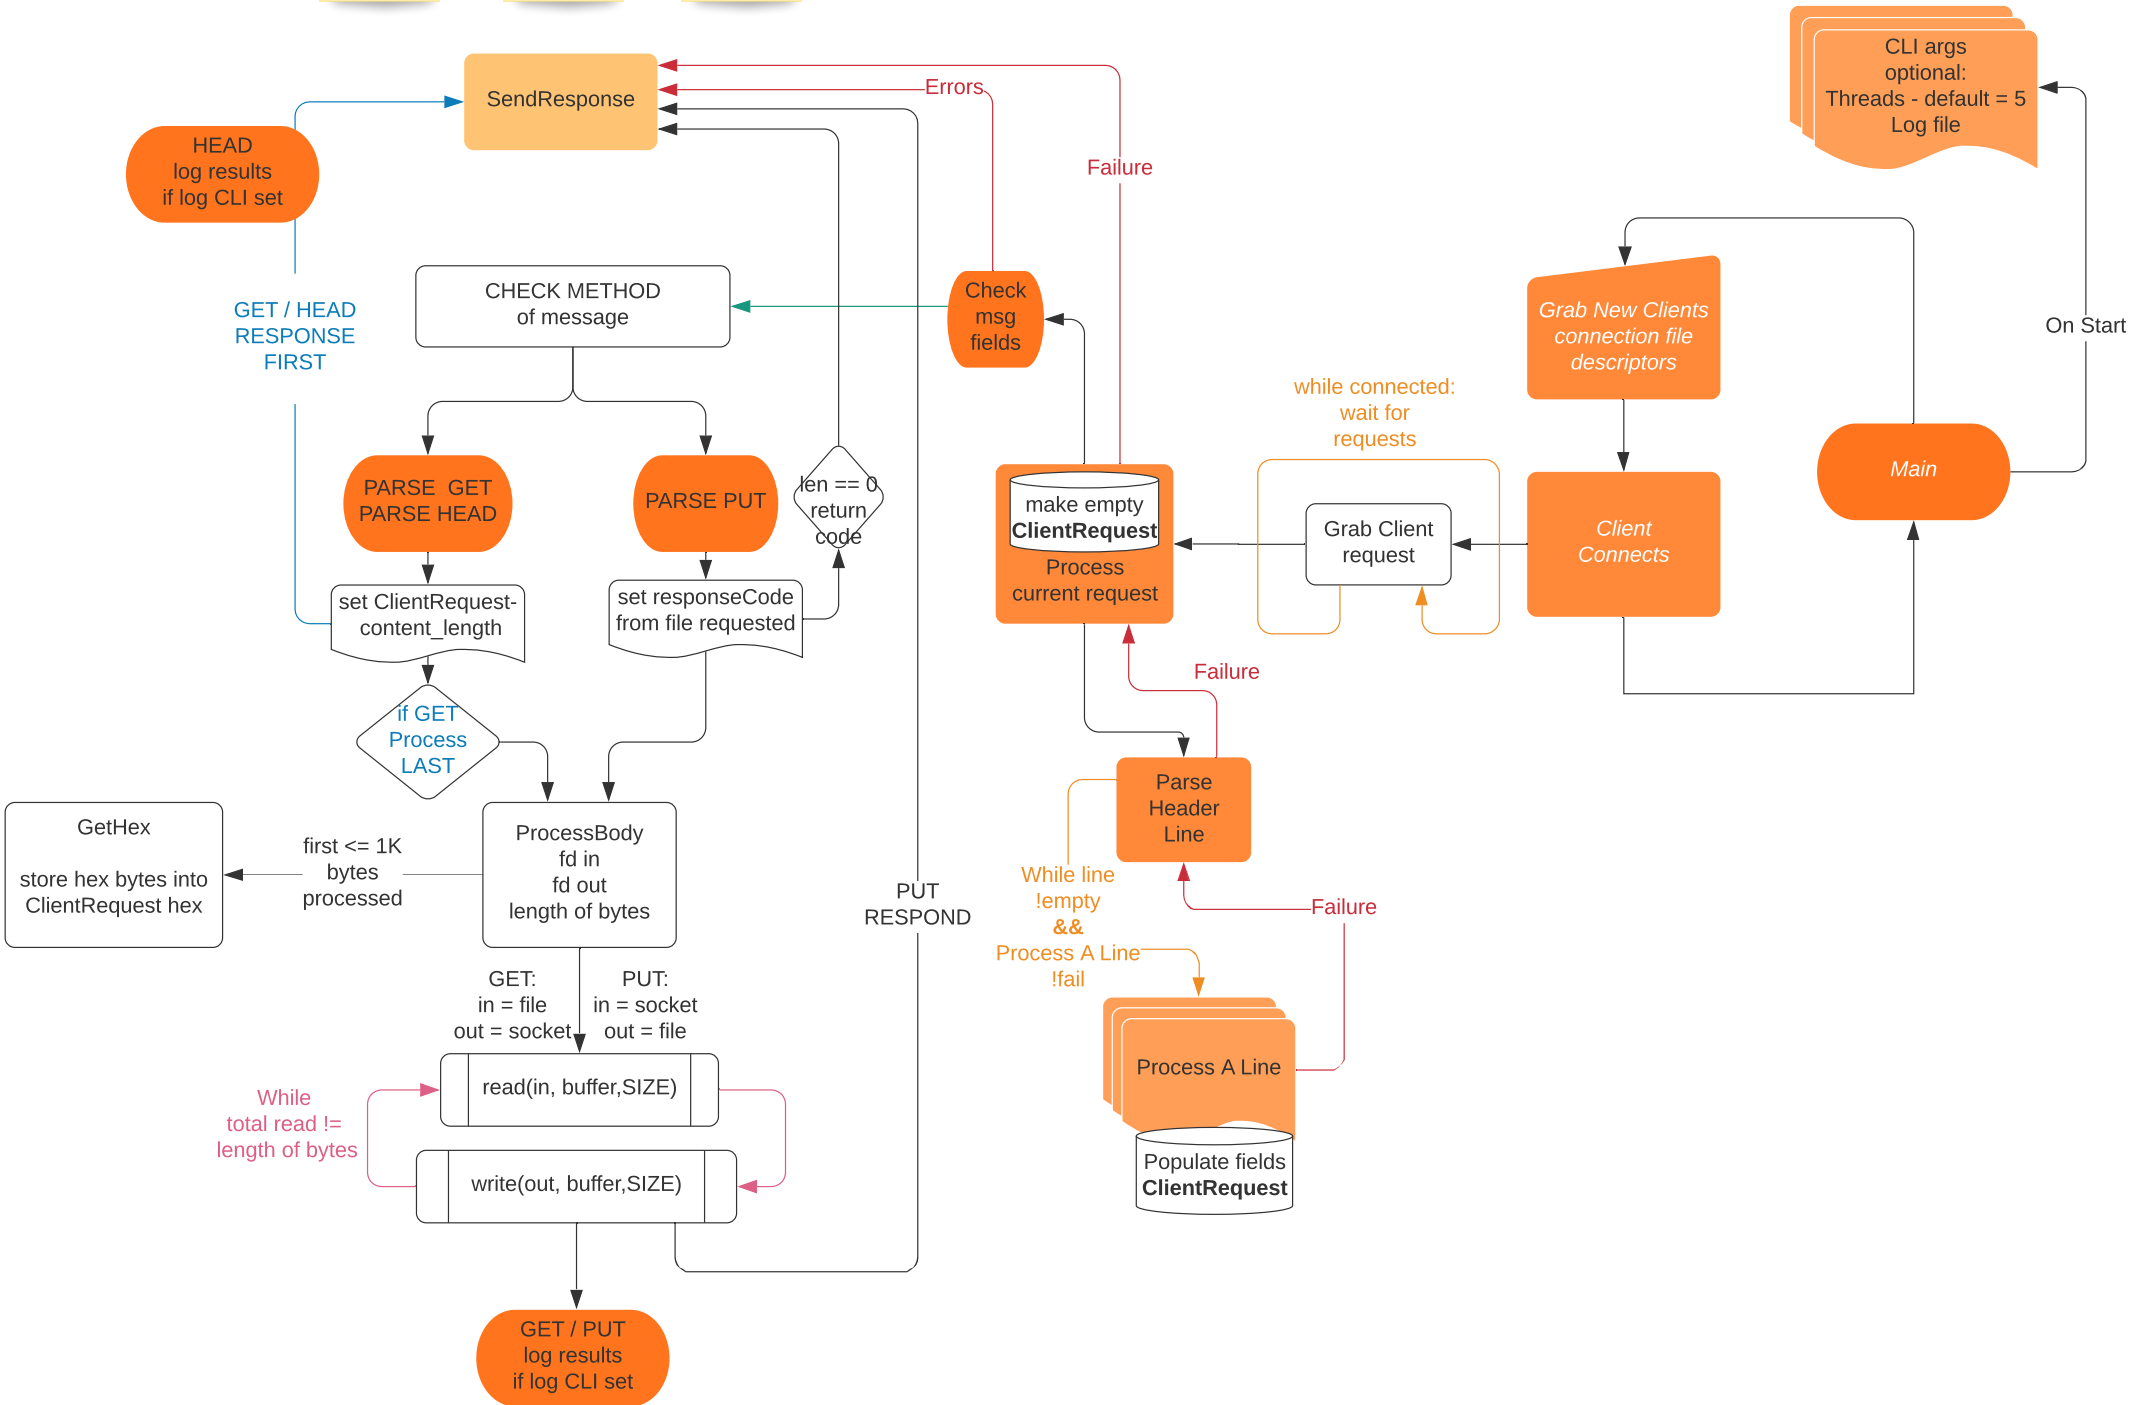 CLI args
optional:
Threads - default = 5
Log file
SendResponse
Errors
HEAD
log results
if log CLI set
Failure
GET / HEAD
RESPONSE
FIRST
CHECK METHOD
of message
Check
msg
fields
Grab New Clients
connection file
descriptors
On Start
while connected:
wait for
requests
Main
PARSE  GET
PARSE HEAD
PARSE PUT
len == 0
return
code
make empty
ClientRequest
Process
current request
Grab Client
request
Client
Connects
set ClientRequest-
content_length
set responseCode
from file requested
Failure
if GET
Process
LAST
Parse
Header
Line
GetHex
store hex bytes into
ClientRequest hex
first <= 1K
bytes
processed
ProcessBody
fd in
fd out
length of bytes
PUT
RESPOND
While line
!empty
&&
Process A Line
!fail
Failure
GET:
in = file
out = socket
PUT:
in = socket
out = file
Process A Line
read(in, buffer,SIZE)
While
total read !=
length of bytes
write(out, buffer,SIZE)
Populate fields
ClientRequest
GET / PUT
log results
if log CLI set